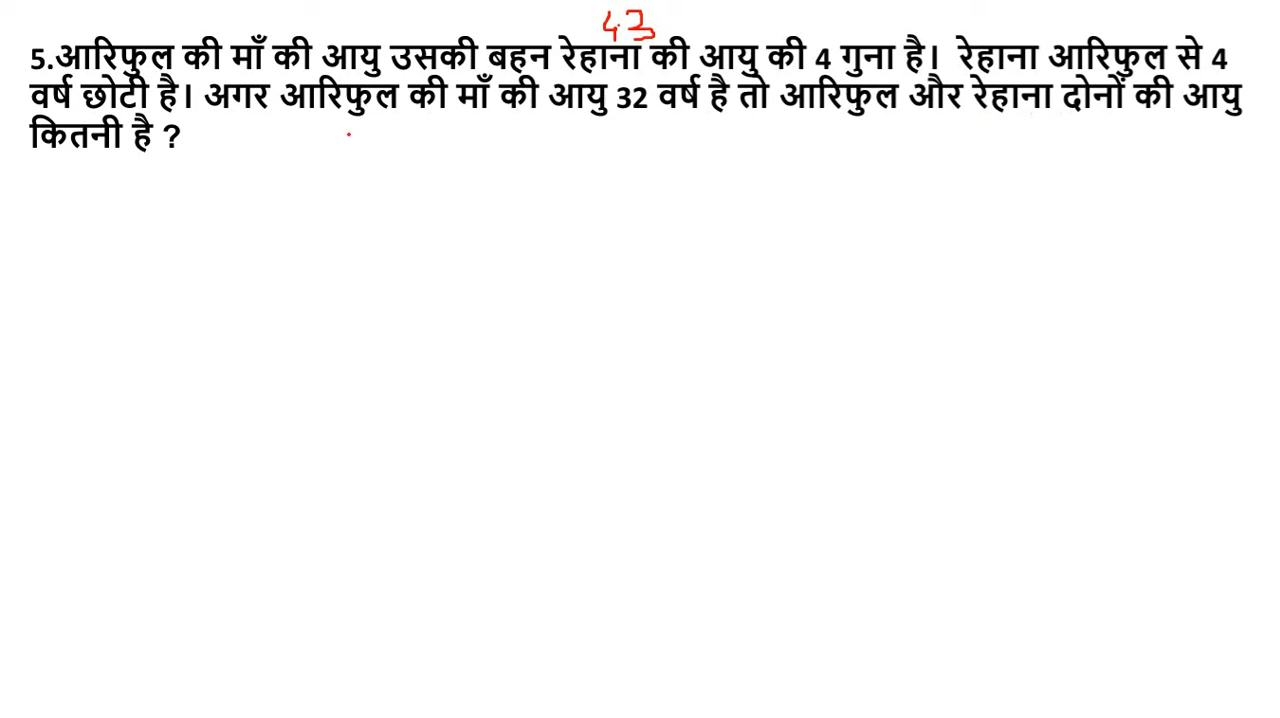 43
5.आरिफुल की माँ की आयु उसकी बहन रेहाना की आयु की 4 गुना है। रेहाना आरिफुल से 4
वर्ष छोटी है। अगर आरिफुल की माँ की आयु 32 वर्ष है तो आरिफुल और रेहाना दोनों की आयु
कितनी है ?